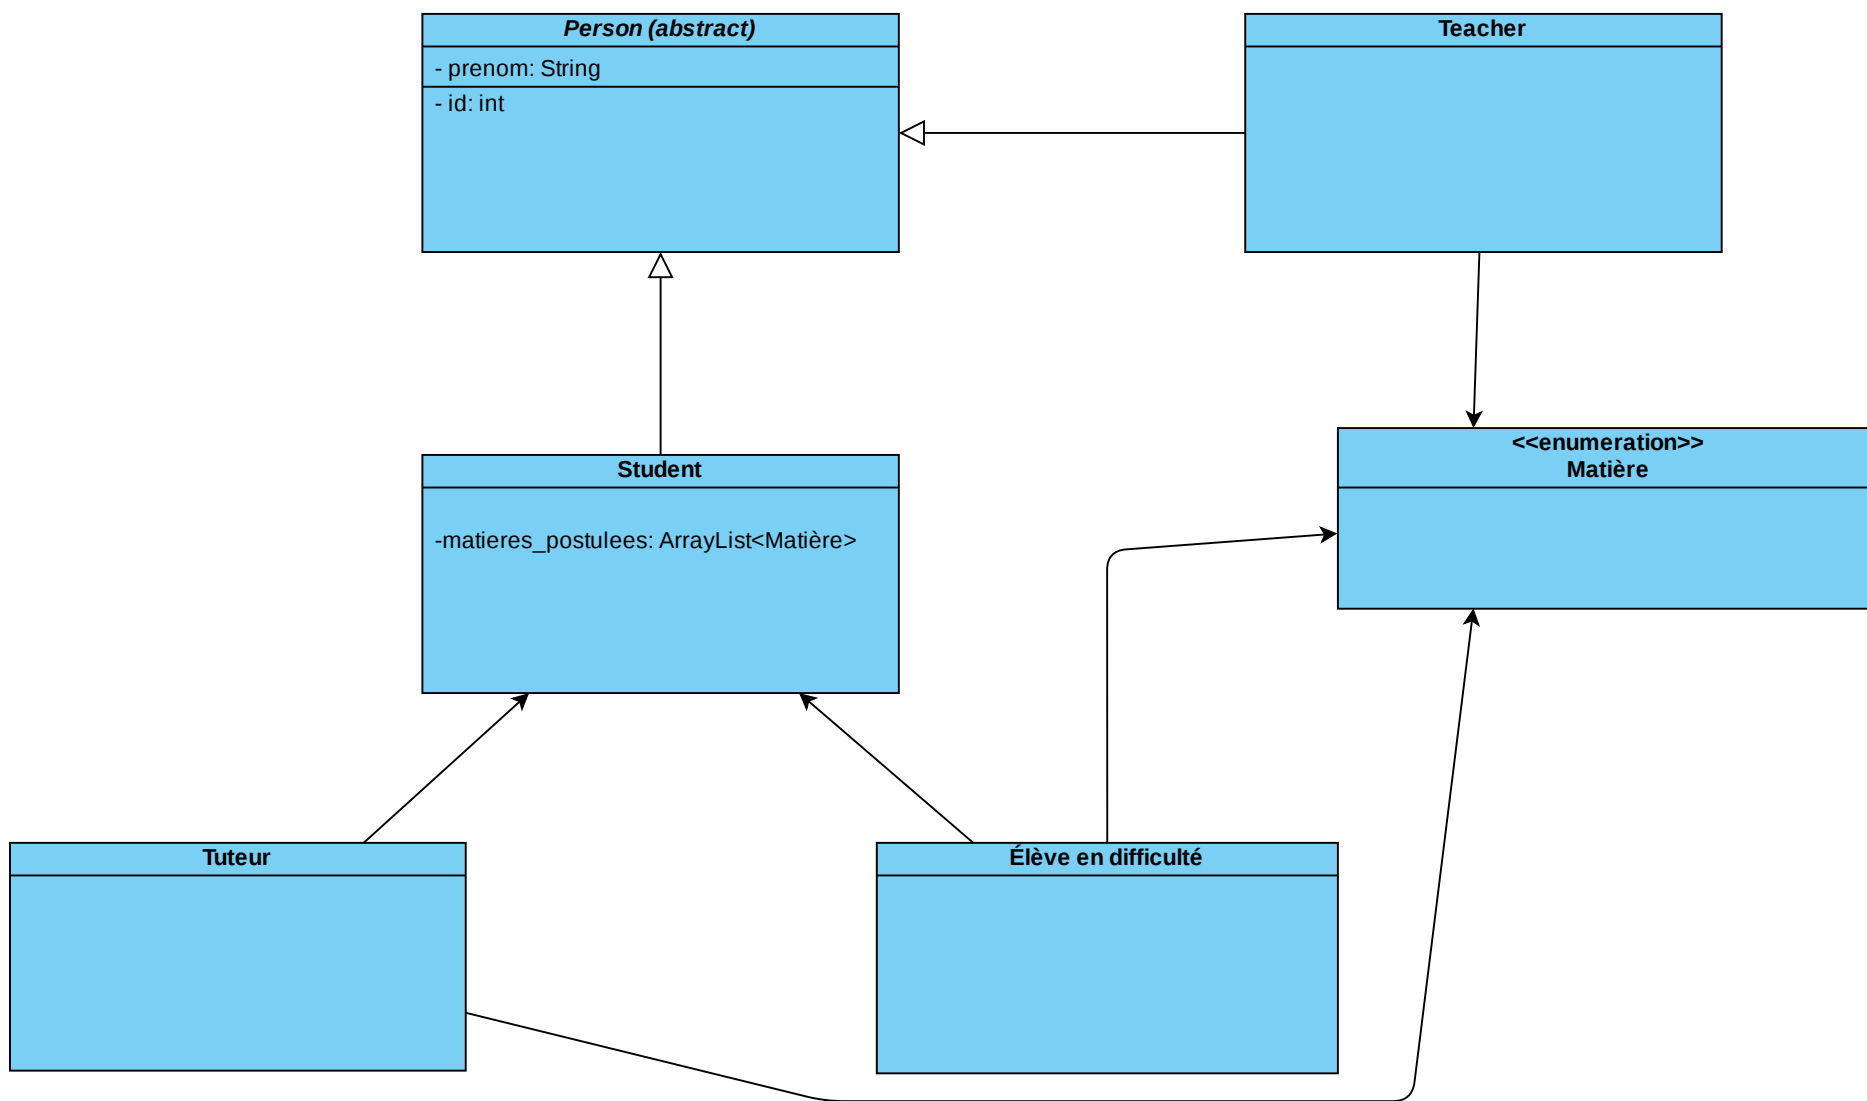 Person (abstract)
- prenom: String
- id: int
Teacher
Student
-matieres_postulees: ArrayList<Matière>
<<enumeration>>
Matière
Tuteur
Élève en difficulté